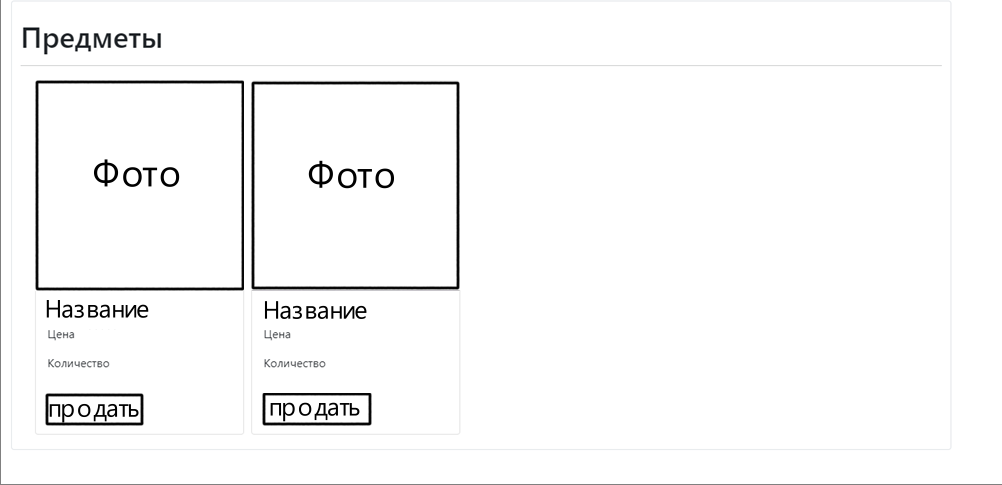 Предметы
Фото
Название
Цена
Количество
продать
Фото
Название
Цена
Количество
продать